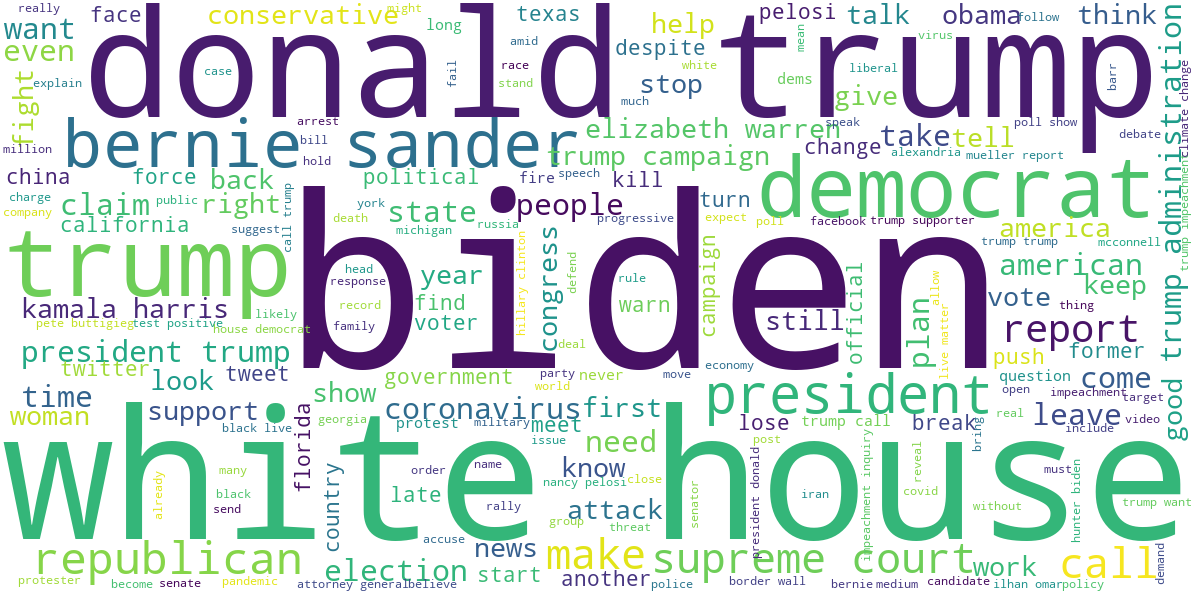 really
face
conservative
might
long
texas
help
pelosi
talk
obama
follow
think
want
donald trump
even
explain
case
fail
amid
race
stand
despite
white
stop
much
dems
mean
virus
liberal
give
barr
fight
million
arrest
bill
hold
bernie sander
elizabeth warren
trump campaign
speak
change
take
tell
poll show
debate
alexandria
mueller report
climate change
good trump administration
china
charge
company
force
back
claim
public
right
california
suggest
call trump
political
york
death
state
michigan
russia
fire
speech
kill
people
progressive
turn
expect
poll
democrat
facebook
trump supporter
america
trump trump
mcconnell
trump impeachment
trump
biden
head
response
record
family
year
find
voter
hillary clinton
congress
defend
rule
warn
deal
campaign
still
official
allow
plan
live matter
american
keep
vote
thing
report
kamala harris
pete buttigieg
test positive
likely
house democrat
president trump
twitter
look
tweet
show
government
party
world
never
move
economy
push
former
question
come
open
impeachment
target
time
woman
support
black live
florida
georgia
coronavirus
protest
military
meet
issue
first
need
president
lose
post
trump call
break
bring
leave
real
include
video
white house
already
many
black
send
country
late
order
name
rally
know
nancy pelosi
close
attack
group
threat
senator
president donald
iran
impeachment inquiry
reveal
covid
without
must
hunter biden
trump want
republican
protester
become
senate
pandemic
election
accuse
attorney general
believe
news
start
make
another
police
supreme court
border wall
work
bernie
medium
candidate
ilhan omar
policy
call
demand